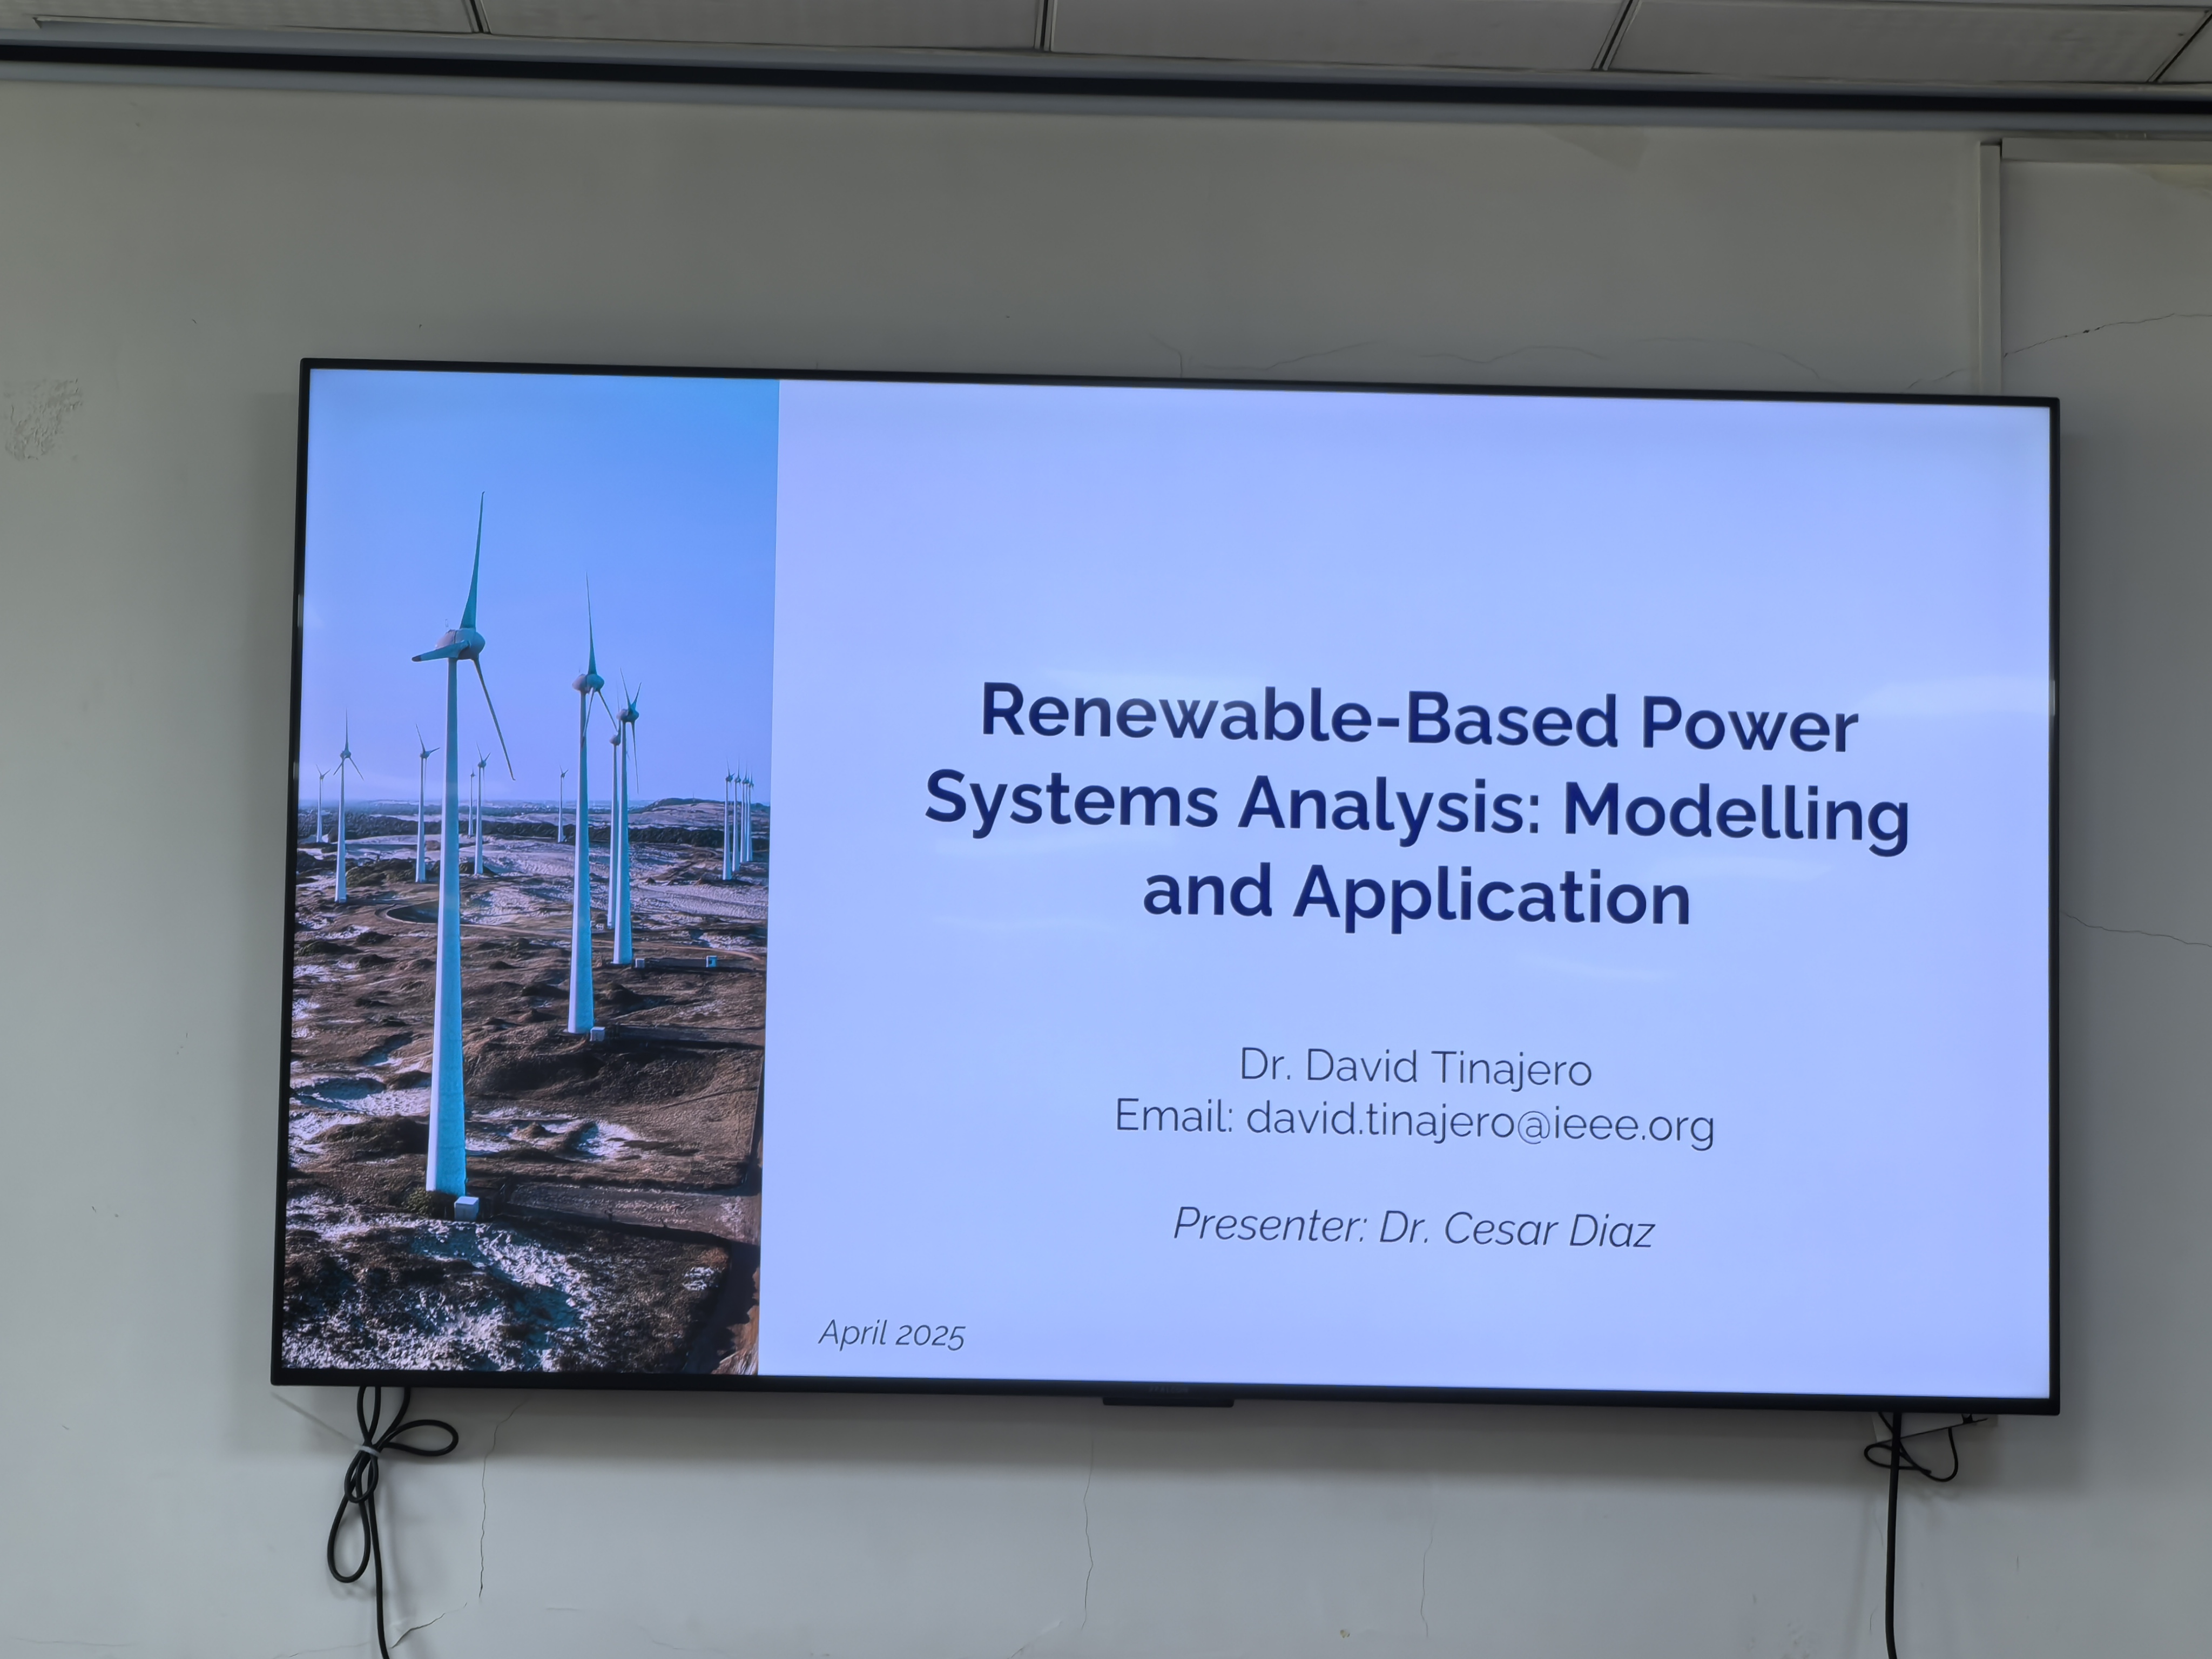 Renewable-Based Power
Systems Analysis: Modelling
and Application
Dr. David Tinajero
Email: david.tinajero@ieee.org
Presenter: Dr. Cesar Diaz
April 2025